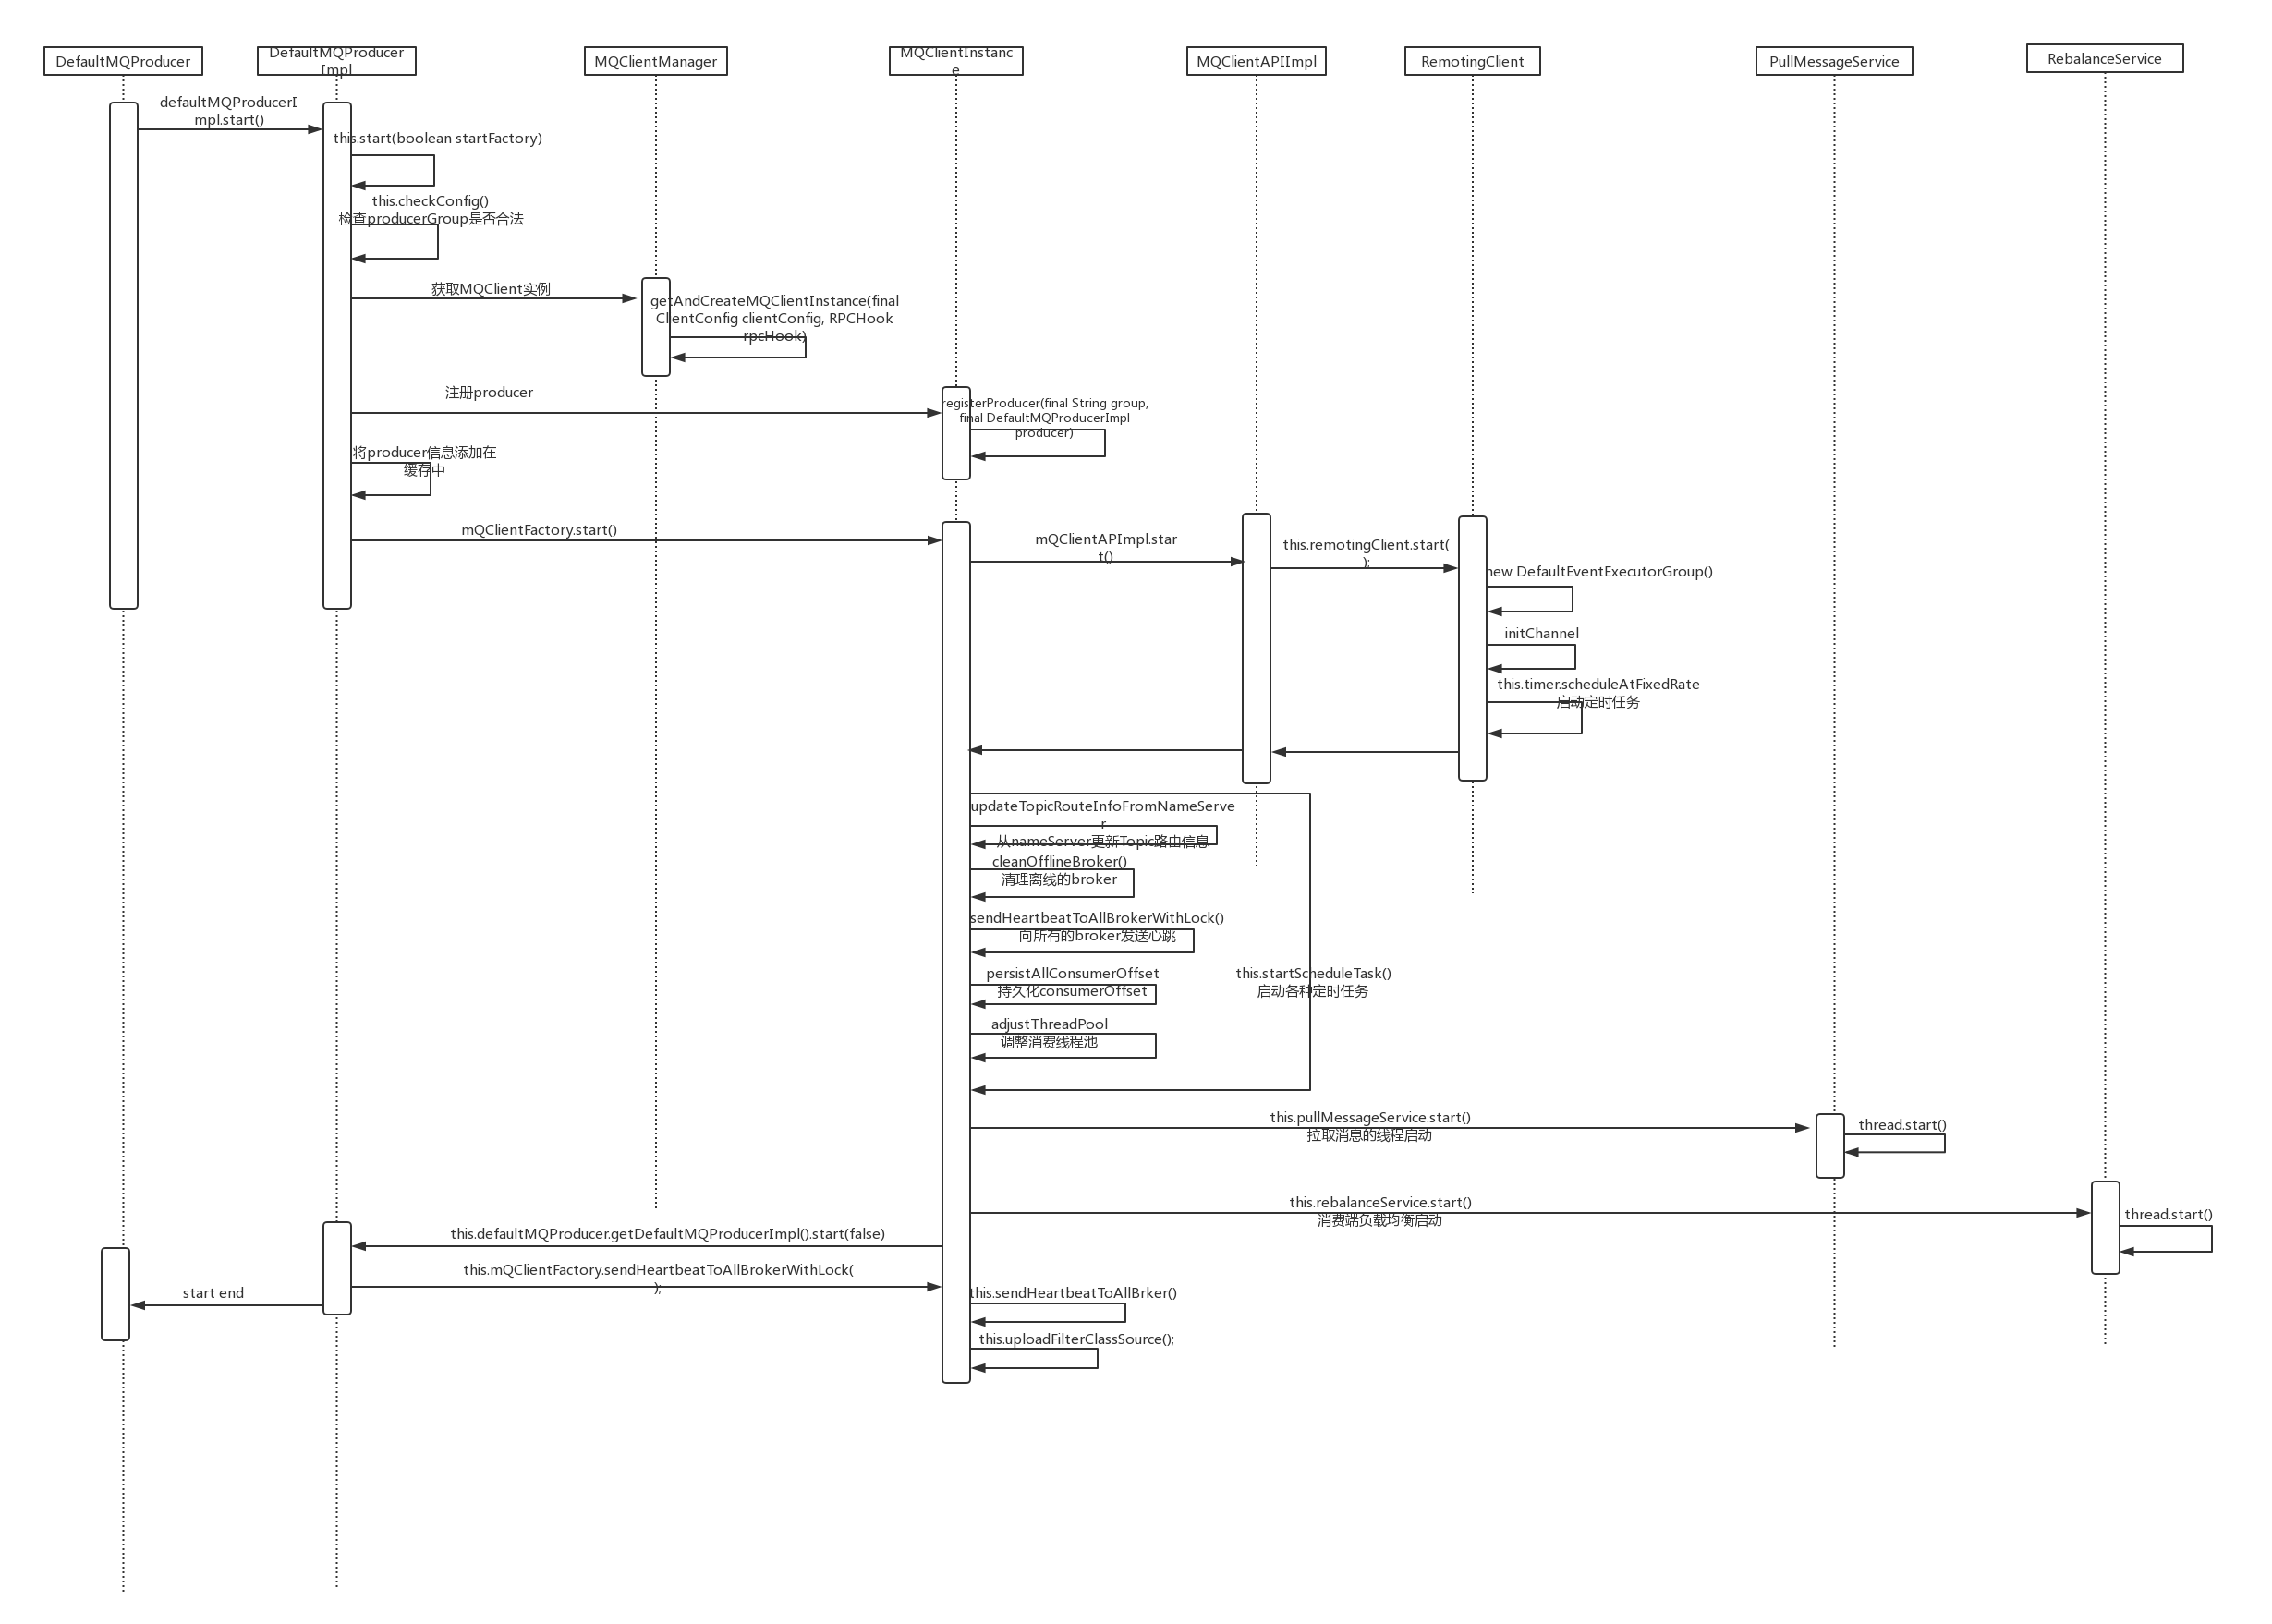 DefaultMQProducer
DefaultMQProducer
Impl
MQClientManager
MQClientInstanc
e
MQClientAPIImpl
RemotingClient
PullMessageService
RebalanceService
defaultMQProducerI
mpl.start()
this.start(boolean startFactory)
this.checkConfig()
检查producerGroup是否合法
获取MQClient实例
getAndCreateMQClientInstance(final
ClientConfig clientConfig, RPCHook
rpcHook)
注册producer
registerProducer(final String group,
final DefaultMQProducerImpl
producer)
将producer信息添加在
缓存中
mQClientFactory.start()
mQClientAPImpl.star
t()
this.remotingClient.start(
);
new DefaultEventExecutorGroup()
initChannel
this.timer.scheduleAtFixedRate
启动定时任务
updateTopicRouteInfoFromNameServe
r
从nameServer更新Topic路由信息
cleanOfflineBroker()
清理离线的broker
sendHeartbeatToAllBrokerWithLock()
向所有的broker发送心跳
persistAllConsumerOffset
持久化consumerOffset
this.startScheduleTask()
启动各种定时任务
adjustThreadPool
调整消费线程池
this.pullMessageService.start()
拉取消息的线程启动
thread.start()
this.rebalanceService.start()
消费端负载均衡启动
thread.start()
this.defaultMQProducer.getDefaultMQProducerImpl().start(false)
this.mQClientFactory.sendHeartbeatToAllBrokerWithLock(
);
start end
this.sendHeartbeatToAllBrker()
this.uploadFilterClassSource();